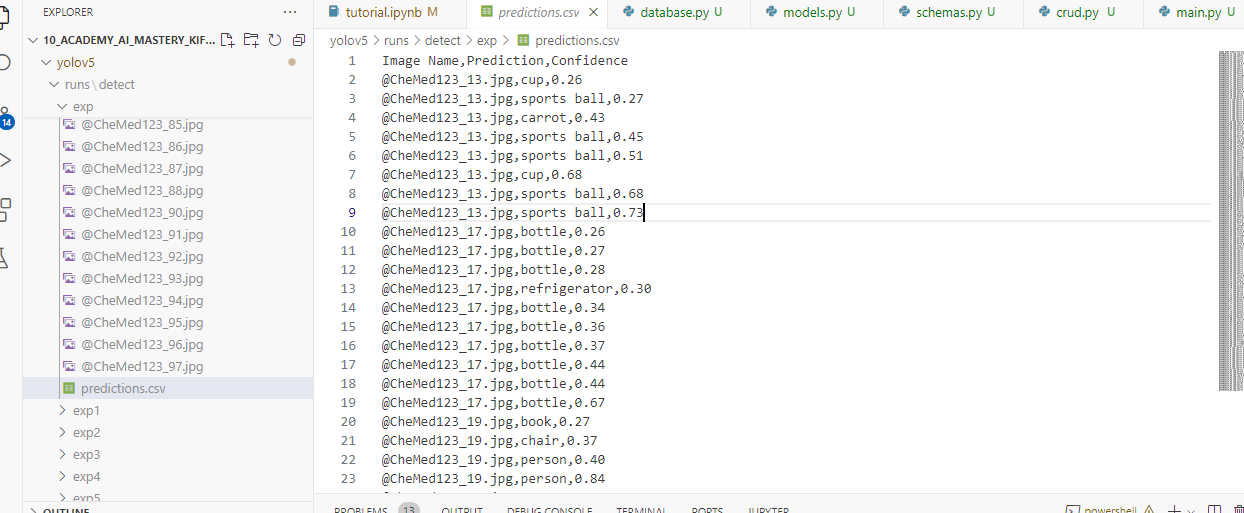 EXPLORER
10_ACADEMY_AI_MASTERY_KIF...
yolov5
runs\detect
exp
@CheMed123_85.jpg
@CheMed123_86.jpg
@CheMed123_87.jpg
@CheMed123_88.jpg
@CheMed123_90.jpg
@CheMed123_91.jpg
@CheMed123_92.jpg
@CheMed123_93.jpg
@CheMed123_94.jpg
@CheMed123_95.jpg
@CheMed123_96.jpg
@CheMed123_97.jpg
predictions.csv
exp1
exp2
exp3
exp4
exp5
OUTLINE
14
tutorial.ipynb M predictions.csv database.py U models.py U schemas.py U crud.py U main.py U
yolov5 > runs > detect > exp > predictions.csv
1 Image Name,Prediction,Confidence
2 @CheMed123_13.jpg,cup,0.26
3 @CheMed123_13.jpg,sports ball,0.27
4 @CheMed123_13.jpg,carrot,0.43
5 @CheMed123_13.jpg,sports ball,0.45
6 @CheMed123_13.jpg,sports ball,0.51
7 @CheMed123_13.jpg,cup,0.68
8 @CheMed123_13.jpg,sports ball,0.68
9 @CheMed123_13.jpg,sports ball,0.73
10 @CheMed123_17.jpg,bottle,0.26
11 @CheMed123_17.jpg,bottle,0.27
12 @CheMed123_17.jpg,bottle,0.28
13 @CheMed123_17.jpg,refrigerator,0.30
14 @CheMed123_17.jpg,bottle,0.34
15 @CheMed123_17.jpg,bottle,0.36
16 @CheMed123_17.jpg,bottle,0.37
17 @CheMed123_17.jpg,bottle,0.44
18 @CheMed123_17.jpg,bottle,0.44
19 @CheMed123_17.jpg,bottle,0.67
20 @CheMed123_19.jpg,book,0.27
21 @CheMed123_19.jpg,chair,0.37
22 @CheMed123_19.jpg,person,0.40
23 @CheMed123_19.jpg,person,0.84
PROBLEMS 13 OUTPUT DEBUG CONSOLE TERMINAL PORTS JUPYTER powershell